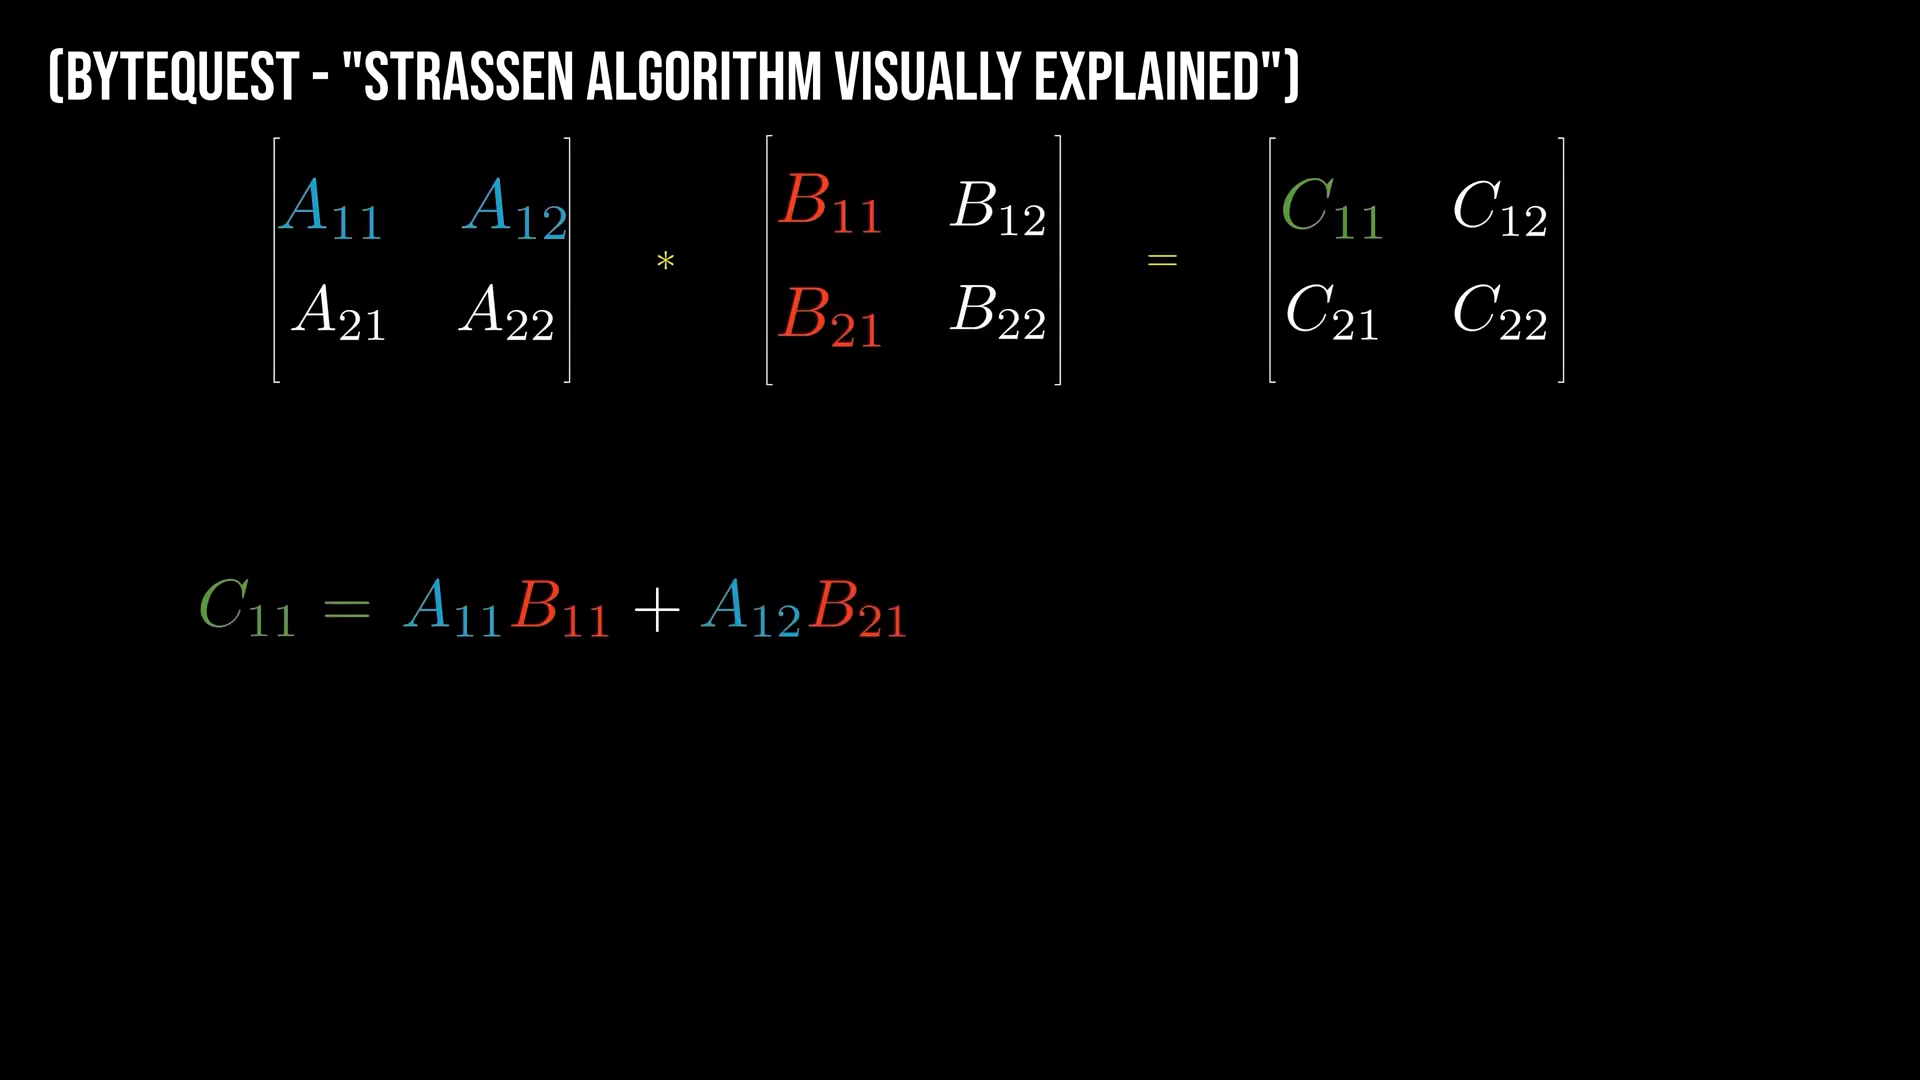 (BYTEQUEST - "STRASSEN ALGORITHM VISUALLY EXPLAINED")
A11 A12 B11 B12 C11 C12
* =
A21 A22 B21 B22 C21 C22
C11 = A11B11 + A12B21